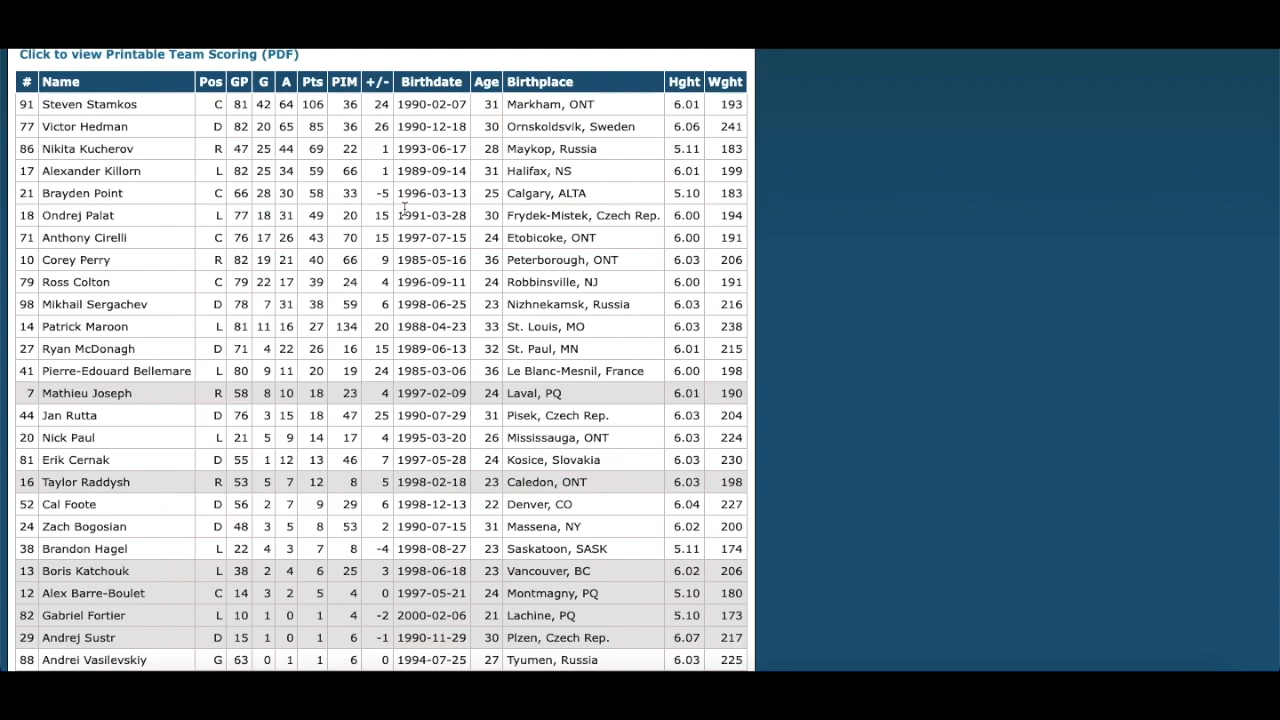 Click to view Printable Team Scoring (PDF)
# Name Pos GP G A Pts PIM +/- Birthdate Age Birthplace Hght Wght
91 Steven Stamkos C 81 42 64 106 36 24 1990-02-07 31 Markham, ONT 6.01 193
77 Victor Hedman D 82 20 65 85 36 26 1990-12-18 30 Ornskoldsvik, Sweden 6.06 241
86 Nikita Kucherov R 47 25 44 69 22 1 1993-06-17 28 Maykop, Russia 5.11 183
17 Alexander Killorn L 82 25 34 59 66 1 1989-09-14 31 Halifax, NS 6.01 199
21 Brayden Point C 66 28 30 58 33 -5 1996-03-13 25 Calgary, ALTA 5.10 183
18 Ondrej Palat L 77 18 31 49 20 15 1991-03-28 30 Frydek-Mistek, Czech Rep. 6.00 194
71 Anthony Cirelli C 76 17 26 43 70 15 1997-07-15 24 Etobicoke, ONT 6.00 191
10 Corey Perry R 82 19 21 40 66 9 1985-05-16 36 Peterborough, ONT 6.03 206
79 Ross Colton C 79 22 17 39 24 4 1996-09-11 24 Robbinsville, NJ 6.00 191
98 Mikhail Sergachev D 78 7 31 38 59 6 1998-06-25 23 Nizhnekamsk, Russia 6.03 216
14 Patrick Maroon L 81 11 16 27 134 20 1988-04-23 33 St. Louis, MO 6.03 238
27 Ryan McDonagh D 71 4 22 26 16 15 1989-06-13 32 St. Paul, MN 6.01 215
41 Pierre-Edouard Bellemare L 80 9 11 20 19 24 1985-03-06 36 Le Blanc-Mesnil, France 6.00 198
7 Mathieu Joseph R 58 8 10 18 23 4 1997-02-09 24 Laval, PQ 6.01 190
44 Jan Rutta D 76 3 15 18 47 25 1990-07-29 31 Pisek, Czech Rep. 6.03 204
20 Nick Paul L 21 5 9 14 17 4 1995-03-20 26 Mississauga, ONT 6.03 224
81 Erik Cernak D 55 1 12 13 46 7 1997-05-28 24 Kosice, Slovakia 6.03 230
16 Taylor Raddysh R 53 5 7 12 8 5 1998-02-18 23 Caledon, ONT 6.03 198
52 Cal Foote D 56 2 7 9 29 6 1998-12-13 22 Denver, CO 6.04 227
24 Zach Bogosian D 48 3 5 8 53 2 1990-07-15 31 Massena, NY 6.02 200
38 Brandon Hagel L 22 4 3 7 8 -4 1998-08-27 23 Saskatoon, SASK 5.11 174
13 Boris Katchouk L 38 2 4 6 25 3 1998-06-18 23 Vancouver, BC 6.02 206
12 Alex Barre-Boulet C 14 3 2 5 4 0 1997-05-21 24 Montmagny, PQ 5.10 180
82 Gabriel Fortier L 10 1 0 1 4 -2 2000-02-06 21 Lachine, PQ 5.10 173
29 Andrej Sustr D 15 1 0 1 6 -1 1990-11-29 30 Plzen, Czech Rep. 6.07 217
88 Andrei Vasilevskiy G 63 0 1 1 6 0 1994-07-25 27 Tyumen, Russia 6.03 225